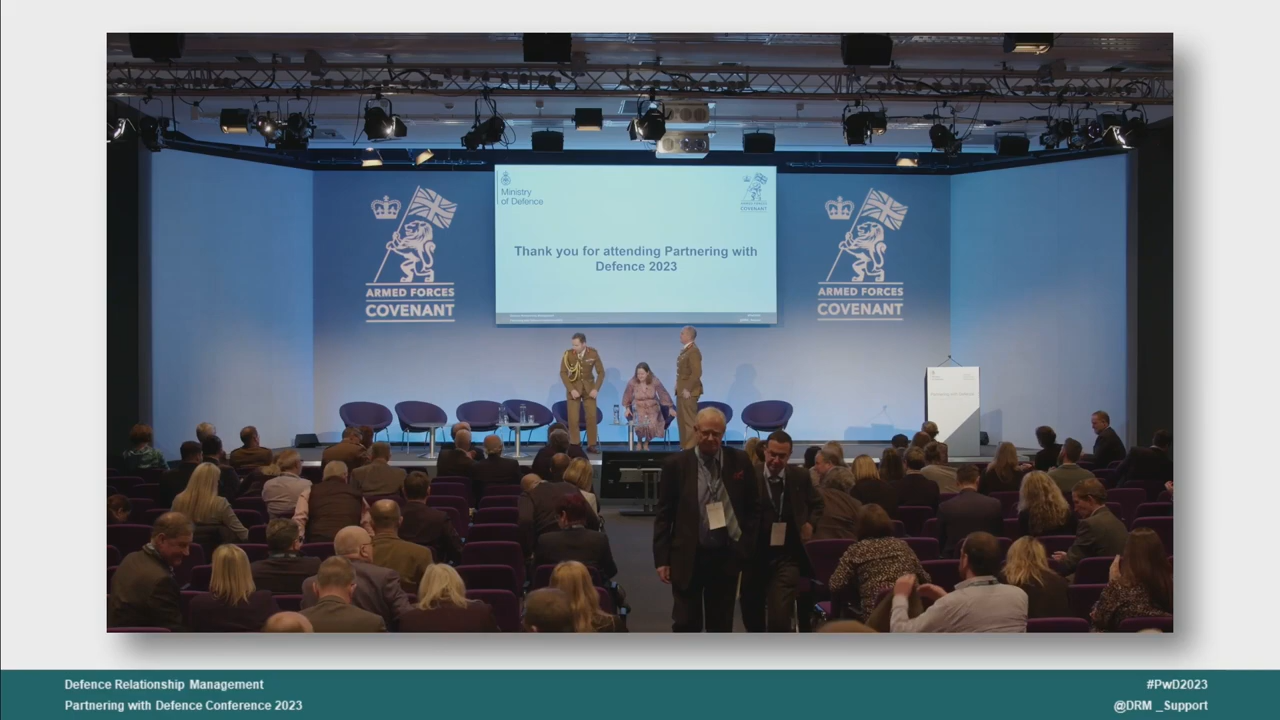 Ministry
of Defence
COVENANT
Thank you for attending Partnering with
Defence 2023
ARMED FORCES
COVENANT
ARMED FORCES
COVENANT
Defence Relationship Management
Partnering with Defence Conference 2023
#PwD2023
@DRM _Support